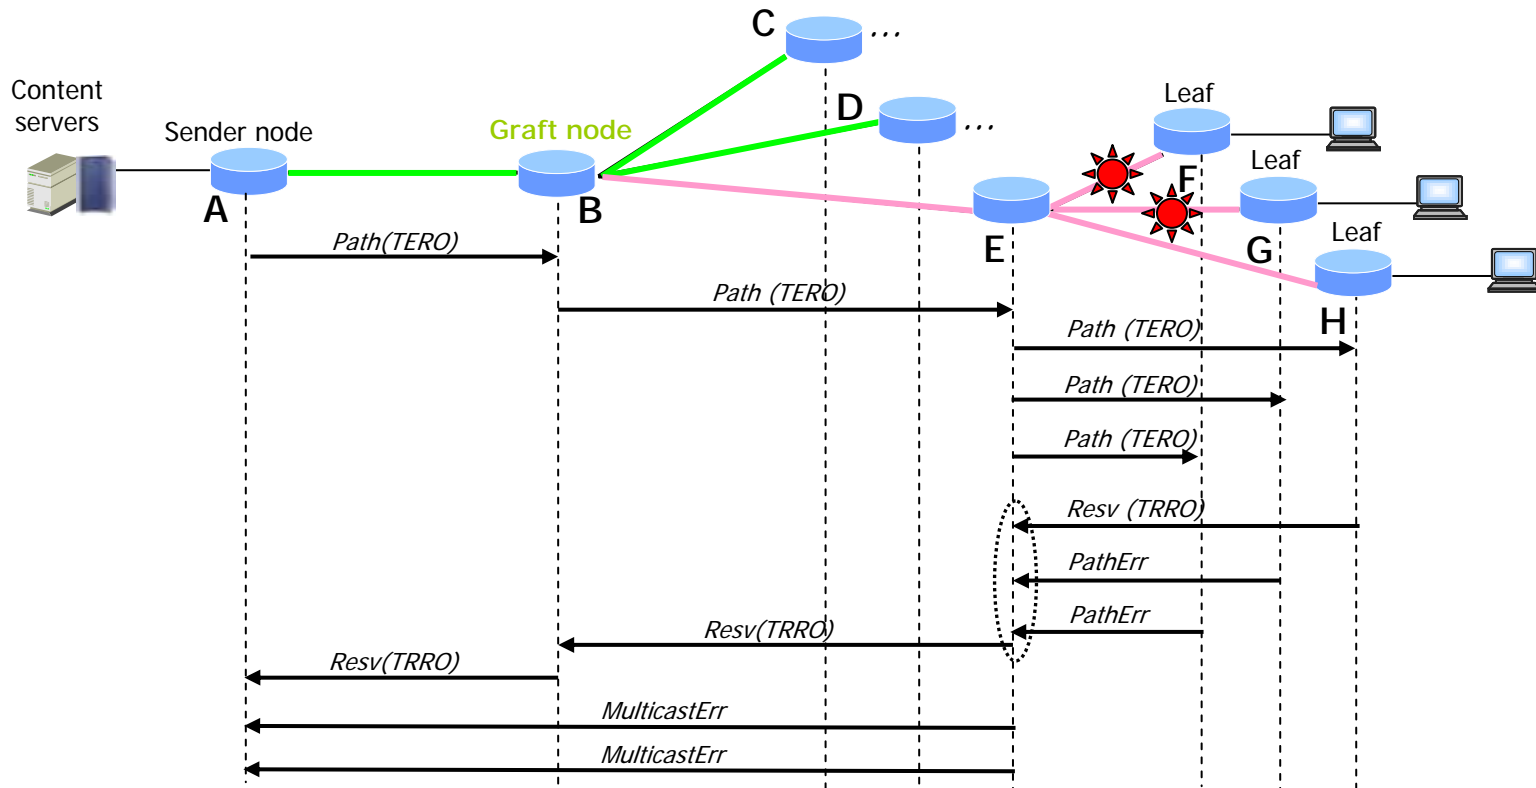 C
...
Content
servers
Sender node
Graft node
D
...
Leaf
Leaf
Leaf
A
B
E
F
G
H
Path(TERO)
Path (TERO)
Path (TERO)
Path (TERO)
Path (TERO)
Resv (TRRO)
PathErr
PathErr
Resv(TRRO)
Resv(TRRO)
MulticastErr
MulticastErr